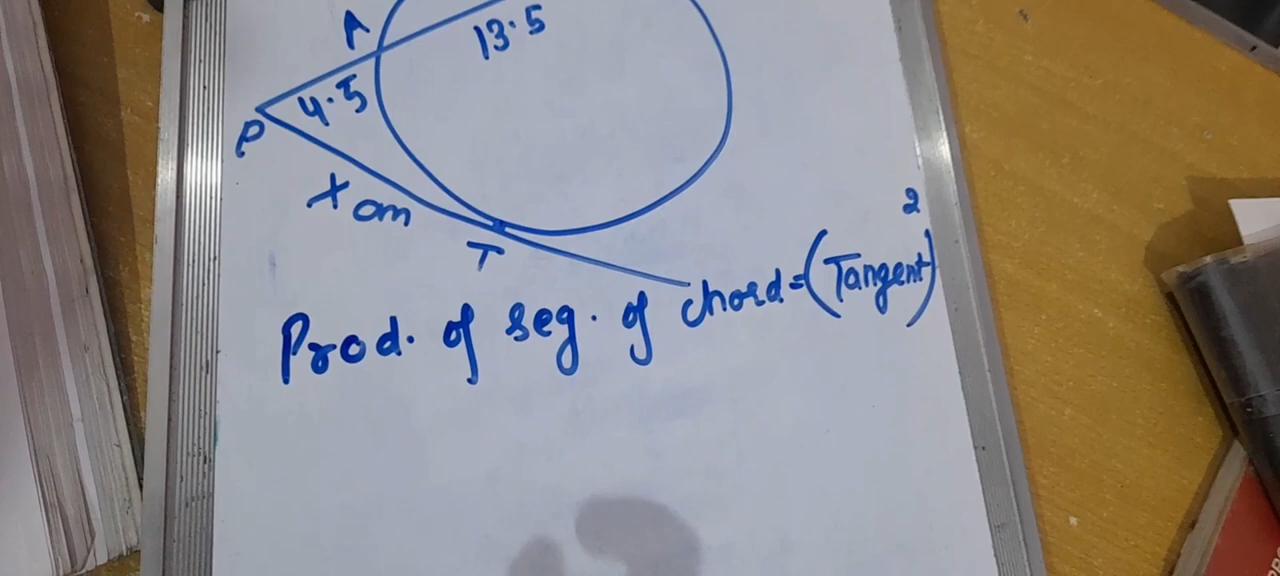 A
13.5
4.5
P
x cm
T
Prod. of seg. of chord = (Tangent)²